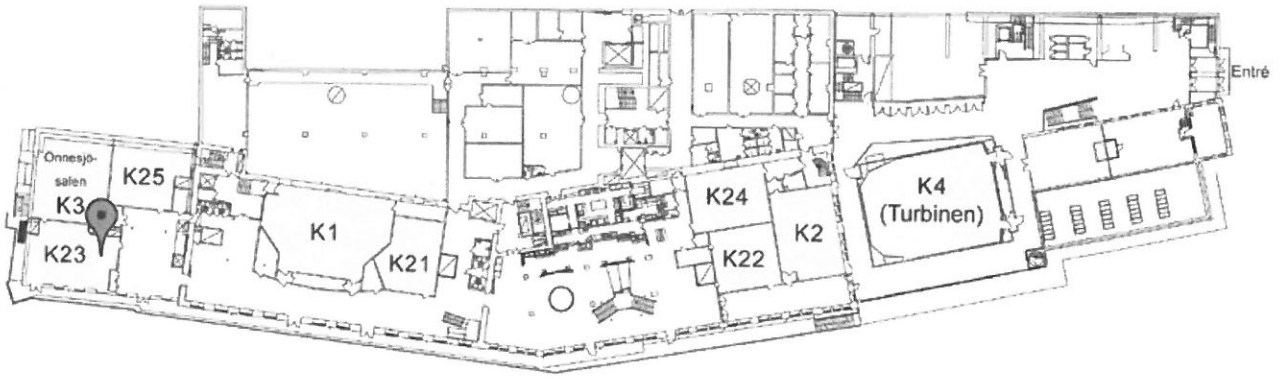 Entré
Önnesjö-
salen
K3
K25
K23
K1
K21
K24
K22
K2
K4
(Turbinen)